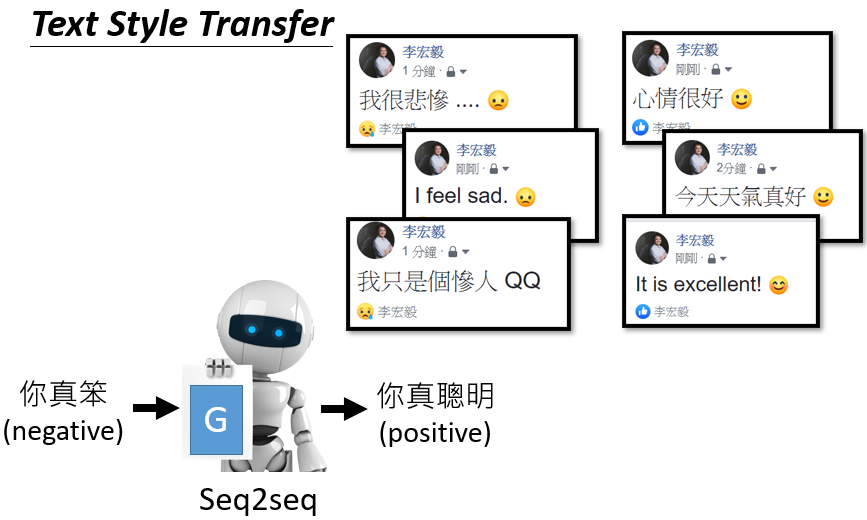 Text Style Transfer
李宏毅
1 分鐘 ·
我很悲慘 ....
李宏毅
李宏毅
剛剛 ·
I feel sad.
李宏毅
1 分鐘 ·
我只是個慘人 QQ
李宏毅
李宏毅
剛剛 ·
心情很好
李宏毅
李宏毅
2分鐘 ·
今天天氣真好
李宏毅
剛剛 ·
It is excellent!
李宏毅
你真笨
(negative)
G
你真聰明
(positive)
Seq2seq